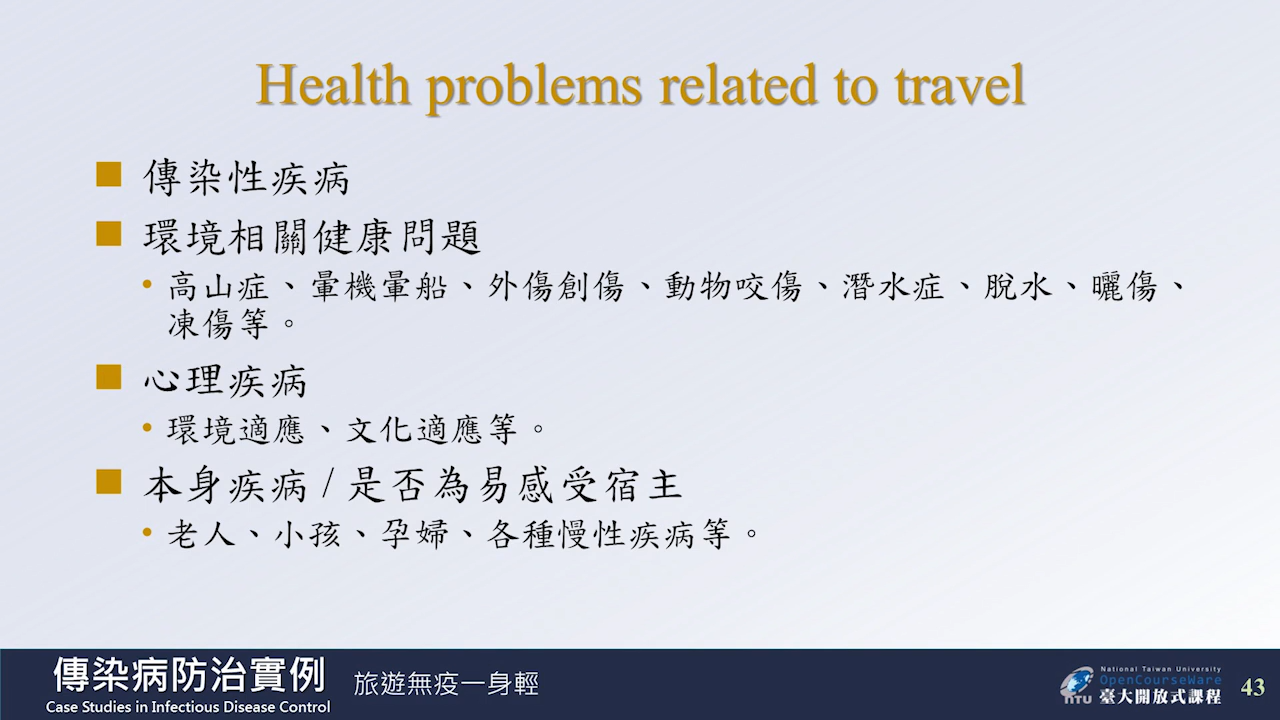 Health problems related to travel
傳染性疾病
環境相關健康問題
高山症、暈機暈船、外傷創傷、動物咬傷、潛水症、脫水、曬傷、
凍傷等。
心理疾病
環境適應、文化適應等。
本身疾病 / 是否為易感受宿主
老人、小孩、孕婦、各種慢性疾病等。
傳染病防治實例
Case Studies in Infectious Disease Control
旅遊無疫一身輕
National Taiwan University
OpenCourseWare
NTU 臺大開放式課程
43